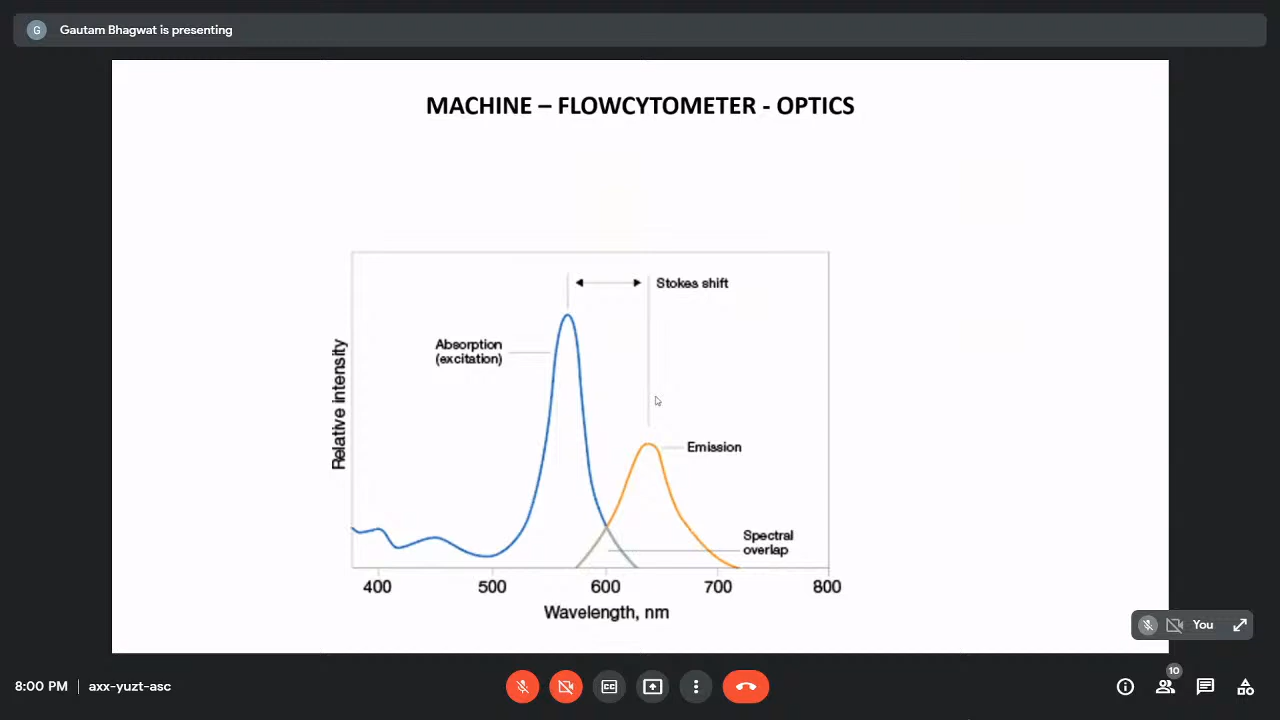 G
Gautam Bhagwat is presenting
MACHINE – FLOWCYTOMETER - OPTICS
Stokes shift
Absorption
(excitation)
Relative intensity
Emission
Spectral
overlap
400 500 600 700 800
Wavelength, nm
You
10
8:00 PM | axx-yuzt-asc
CC